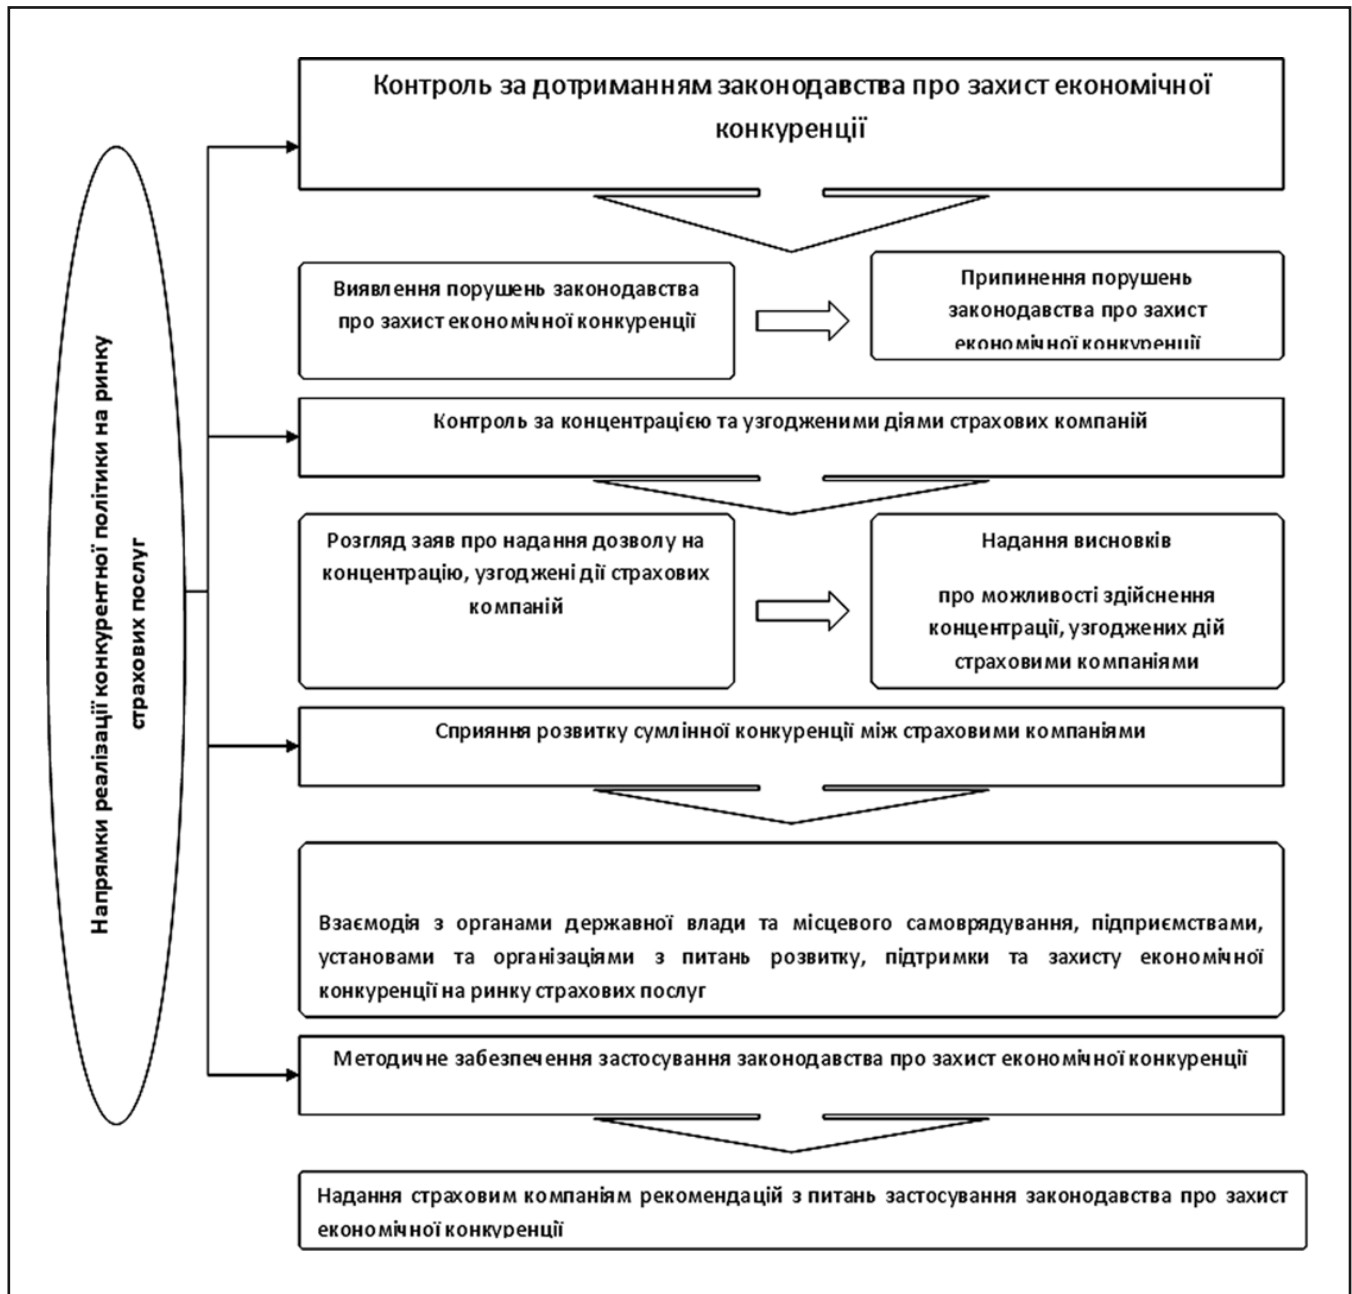 Напрямки реалізації конкурентної політики на ринку
страхових послуг
Контроль за дотриманням законодавства про захист економічної
конкуренції
Виявлення порушень законодавства
про захист економічної конкуренції
Припинення порушень
законодавства про захист
економічної конкуренції
Контроль за концентрацією та узгодженими діями страхових компаній
Розгляд заяв про надання дозволу на
концентрацію, узгоджені дії страхових
компаній
Надання висновків
про можливості здійснення
концентрації, узгоджених дій
страховими компаніями
Сприяння розвитку сумлінної конкуренції між страховими компаніями
Взаємодія з органами державної влади та місцевого самоврядування, підприємствами,
установами та організаціями з питань розвитку, підтримки та захисту економічної
конкуренції на ринку страхових послуг
Методичне забезпечення застосування законодавства про захист економічної конкуренції
Надання страховим компаніям рекомендацій з питань застосування законодавства про захист
економічної конкуренції